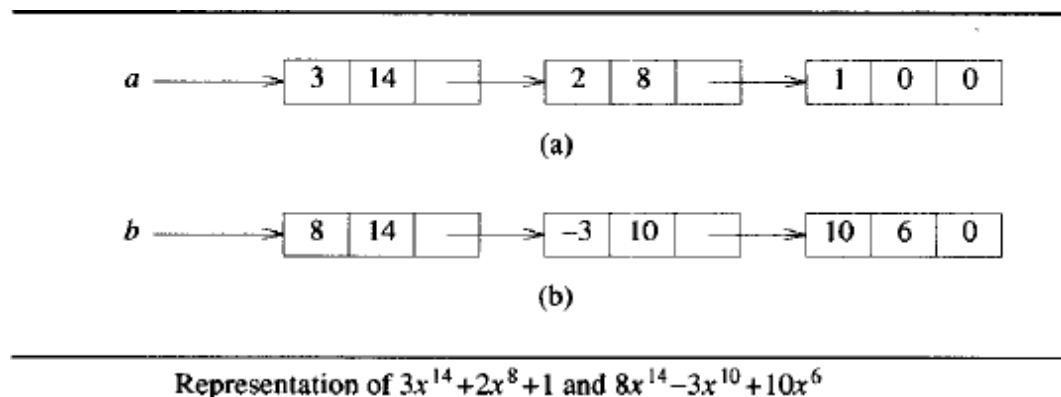 a 3 14 2 8 1 0 0
(a)
b 8 14 −3 10 10 6 0
(b)
Representation of 3x¹⁴+2x⁸+1 and 8x¹⁴−3x¹⁰+10x⁶